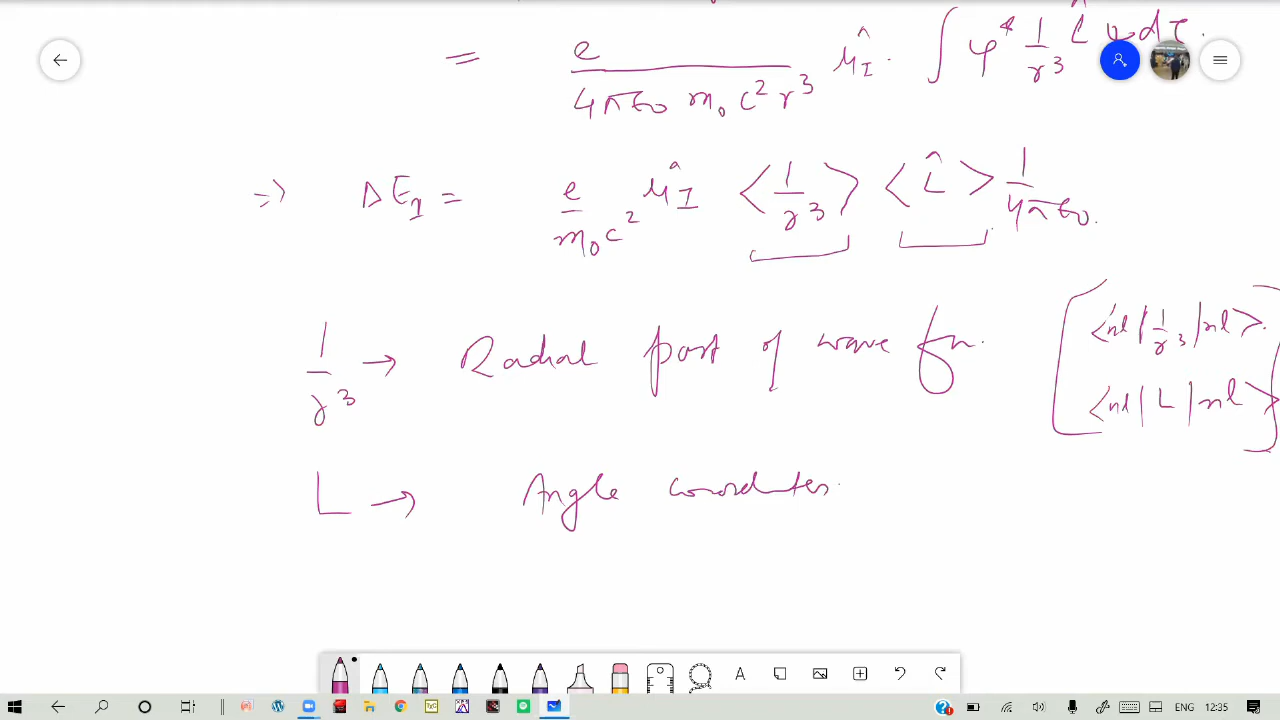 = e / 4πε₀ m₀ c² r³ μ̂_I · ∫ φ* 1/r³ L̂ ψ dτ.
⇒ ΔE₁ = e / m₀c² μ̂_I <1/r³> <L̂> 1/4πε₀.
1/r³ → Radial part of wave fn. <nl| 1/r³ |nl>
<nl| L |nl>
L → Angle coordntes.
A
ENG 12:35